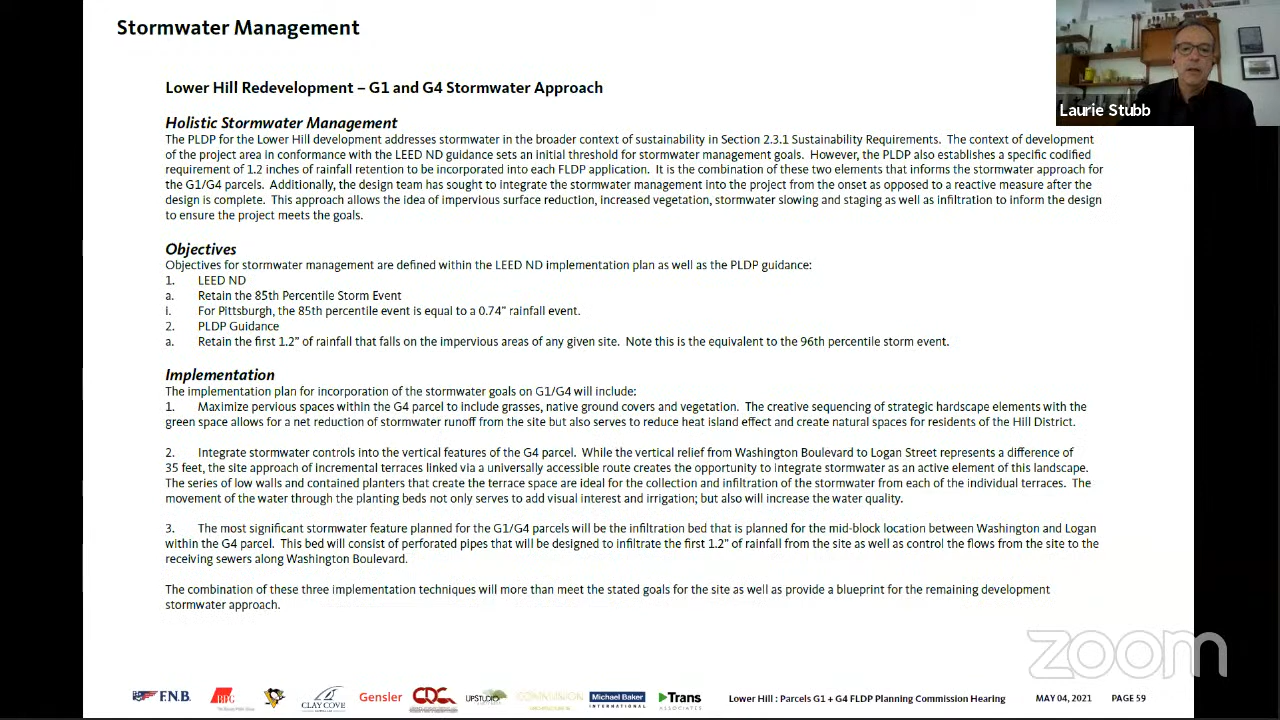 Stormwater Management
Laurie Stubb
Lower Hill Redevelopment – G1 and G4 Stormwater Approach
Holistic Stormwater Management
The PLDP for the Lower Hill development addresses stormwater in the broader context of sustainability in Section 2.3.1 Sustainability Requirements. The context of development
of the project area in conformance with the LEED ND guidance sets an initial threshold for stormwater management goals. However, the PLDP also establishes a specific codified
requirement of 1.2 inches of rainfall retention to be incorporated into each FLDP application. It is the combination of these two elements that informs the stormwater approach for
the G1/G4 parcels. Additionally, the design team has sought to integrate the stormwater management into the project from the onset as opposed to a reactive measure after the
design is complete. This approach allows the idea of impervious surface reduction, increased vegetation, stormwater slowing and staging as well as infiltration to inform the design
to ensure the project meets the goals.
Objectives
Objectives for stormwater management are defined within the LEED ND implementation plan as well as the PLDP guidance:
1. LEED ND
a. Retain the 85th Percentile Storm Event
i. For Pittsburgh, the 85th percentile event is equal to a 0.74" rainfall event.
2. PLDP Guidance
a. Retain the first 1.2" of rainfall that falls on the impervious areas of any given site. Note this is the equivalent to the 96th percentile storm event.
Implementation
The implementation plan for incorporation of the stormwater goals on G1/G4 will include:
1. Maximize pervious spaces within the G4 parcel to include grasses, native ground covers and vegetation. The creative sequencing of strategic hardscape elements with the
green space allows for a net reduction of stormwater runoff from the site but also serves to reduce heat island effect and create natural spaces for residents of the Hill District.
2. Integrate stormwater controls into the vertical features of the G4 parcel. While the vertical relief from Washington Boulevard to Logan Street represents a difference of
35 feet, the site approach of incremental terraces linked via a universally accessible route creates the opportunity to integrate stormwater as an active element of this landscape.
The series of low walls and contained planters that create the terrace space are ideal for the collection and infiltration of the stormwater from each of the individual terraces. The
movement of the water through the planting beds not only serves to add visual interest and irrigation; but also will increase the water quality.
3. The most significant stormwater feature planned for the G1/G4 parcels will be the infiltration bed that is planned for the mid-block location between Washington and Logan
within the G4 parcel. This bed will consist of perforated pipes that will be designed to infiltrate the first 1.2" of rainfall from the site as well as control the flows from the site to the
receiving sewers along Washington Boulevard.
The combination of these three implementation techniques will more than meet the stated goals for the site as well as provide a blueprint for the remaining development
stormwater approach.
zoom
F.N.B. BPG CLAY COVE Gensler CDC UPSTUDIO Michael Baker INTERNATIONAL Trans ASSOCIATES Lower Hill : Parcels G1 + G4 FLDP Planning Commission Hearing MAY 04, 2021 PAGE 59